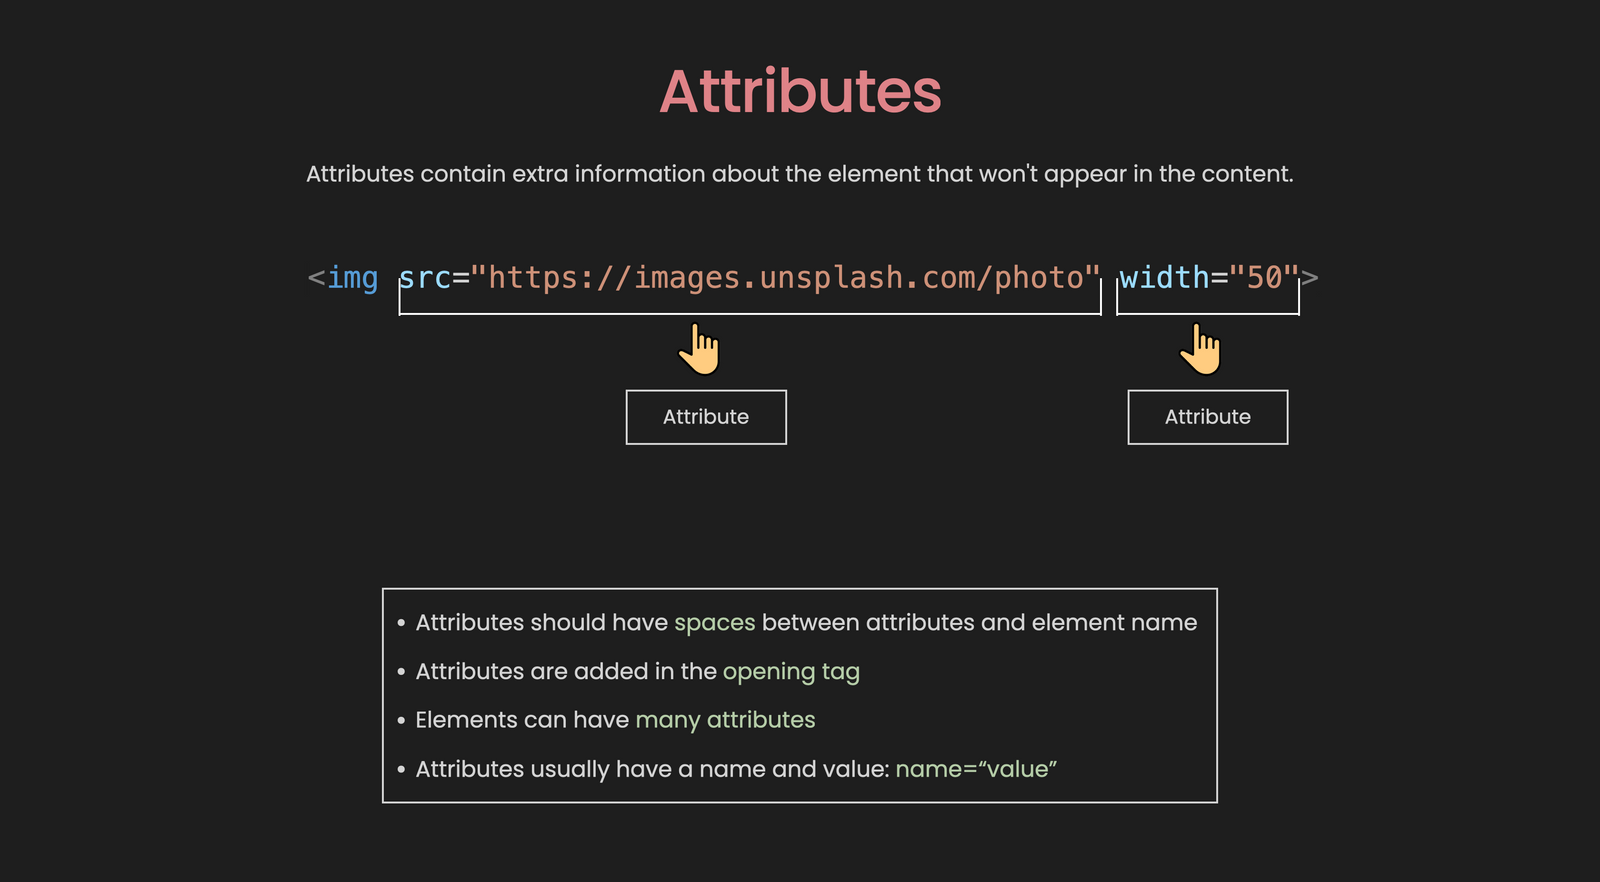 Attributes
Attributes contain extra information about the element that won't appear in the content.
<img src="https://images.unsplash.com/photo" width="50">
Attribute
Attribute
• Attributes should have spaces between attributes and element name
• Attributes are added in the opening tag
• Elements can have many attributes
• Attributes usually have a name and value: name=“value”